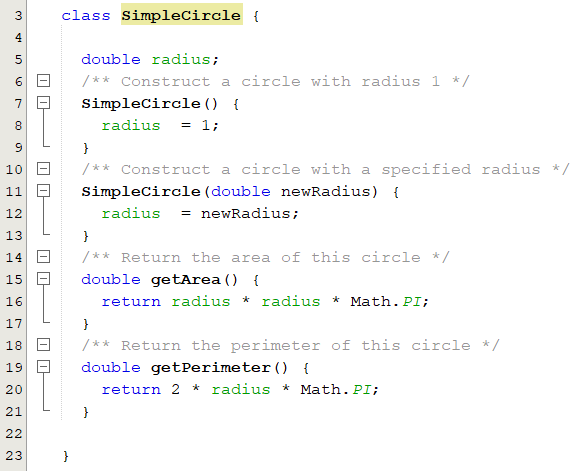 3 class SimpleCircle {
4
5 double radius;
6 /** Construct a circle with radius 1 */
7 SimpleCircle() {
8 radius = 1;
9 }
10 /** Construct a circle with a specified radius */
11 SimpleCircle(double newRadius) {
12 radius = newRadius;
13 }
14 /** Return the area of this circle */
15 double getArea() {
16 return radius * radius * Math.PI;
17 }
18 /** Return the perimeter of this circle */
19 double getPerimeter() {
20 return 2 * radius * Math.PI;
21 }
22
23 }